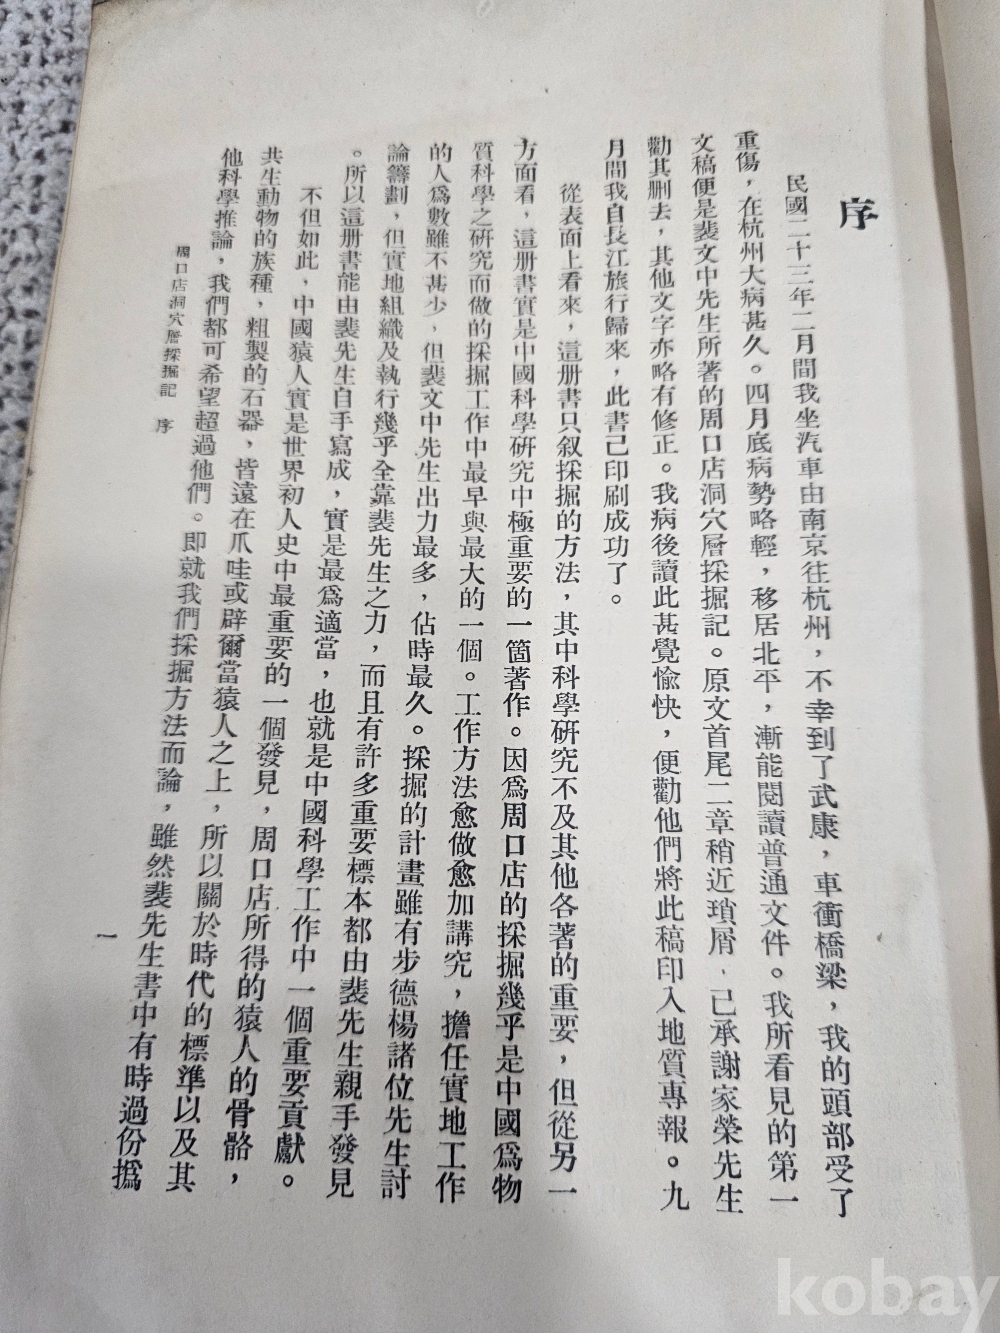 序
民國二十三年二月間我坐汽車由南京往杭州，不幸到了武康，車衝橋梁，我的頭部受了
重傷，在杭州大病甚久。四月底病勢略輕，移居北平，漸能閱讀普通文件。我所看見的第一
文稿便是裴文中先生所著的周口店洞穴層採掘記。原文首尾二章稍近瑣屑，已承謝家榮先生
勸其刪去，其他文字亦略有修正。我病後讀此甚覺愉快，便勸他們將此稿印入地質專報。九
月間我自長江旅行歸來，此書已印刷成功了。
從表面上看來，這册書只叙採掘的方法，其中科學研究不及其他各著的重要，但從另一
方面看，這册書實是中國科學研究中極重要的一箇著作。因爲周口店的採掘幾乎是中國爲物
質科學之研究而做的採掘工作中最早與最大的一個。工作方法愈做愈加講究，擔任實地工作
的人爲數雖不甚少，但裴文中先生出力最多，佔時最久。採掘的計畫雖有步德楊諸位先生討
論籌劃，但實地組織及執行幾乎全靠裴先生之力，而且有許多重要標本都由裴先生親手發見
。所以這册書能由裴先生自手寫成，實是最爲適當，也就是中國科學工作中一個重要貢獻。
不但如此，中國猿人實是世界初人史中最重要的一個發見，周口店所得的猿人的骨骼，
共生動物的族種，粗製的石器，皆遠在爪哇或辟爾當猿人之上，所以關於時代的標準以及其
他科學推論，我們都可希望超過他們。即就我們採掘方法而論，雖然裴先生書中有時過份撝
周口店洞穴層採掘記 序
一
kobay